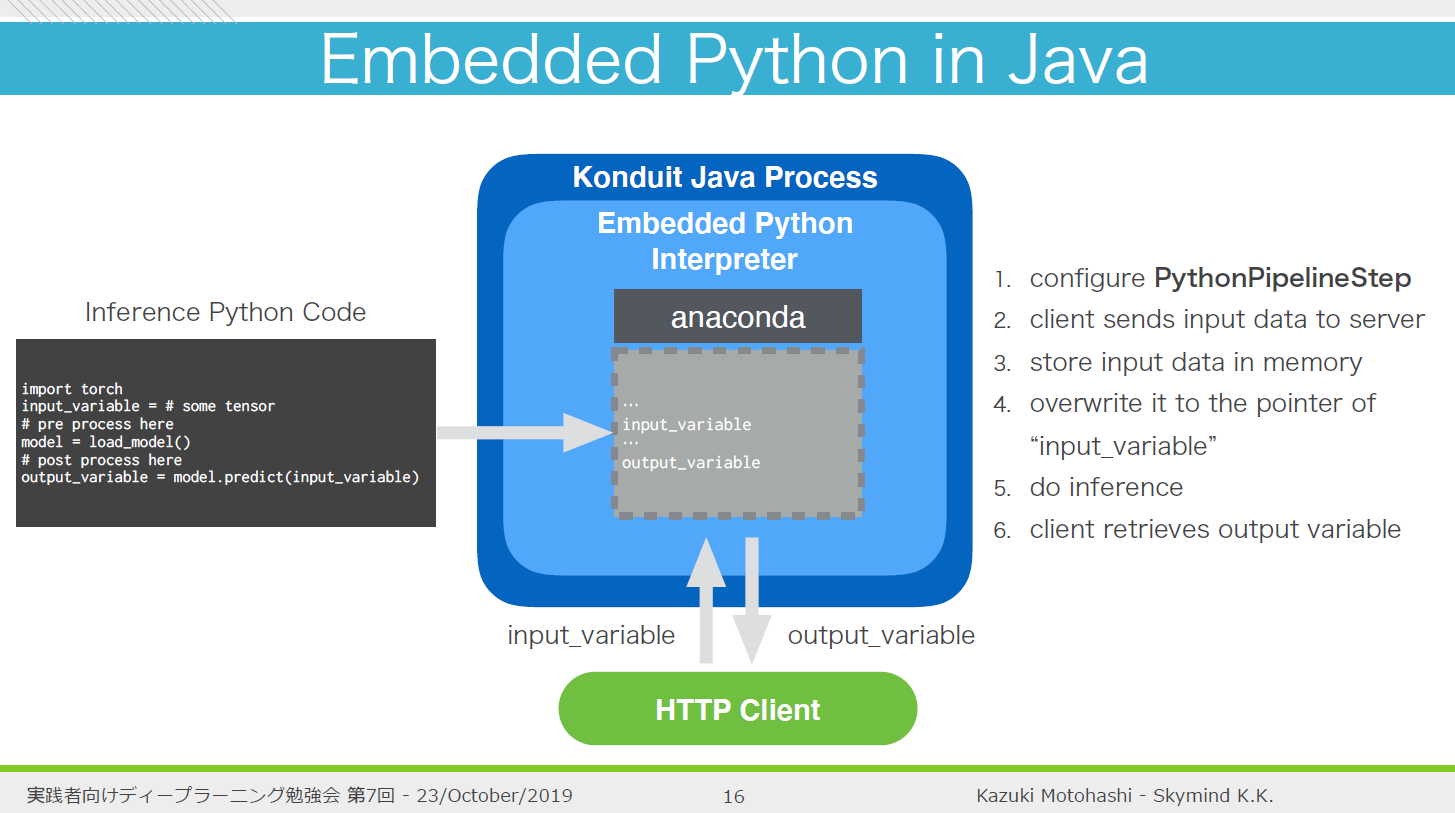 Embedded Python in Java
Inference Python Code
import torch
input_variable = # some tensor
# pre process here
model = load_model()
# post process here
output_variable = model.predict(input_variable)
Konduit Java Process
Embedded Python
Interpreter
anaconda
...
input_variable
...
output_variable
input_variable
output_variable
HTTP Client
1. configure PythonPipelineStep
2. client sends input data to server
3. store input data in memory
4. overwrite it to the pointer of
“input_variable”
5. do inference
6. client retrieves output variable
実践者向けディープラーニング勉強会 第7回 - 23/October/2019
16
Kazuki Motohashi - Skymind K.K.